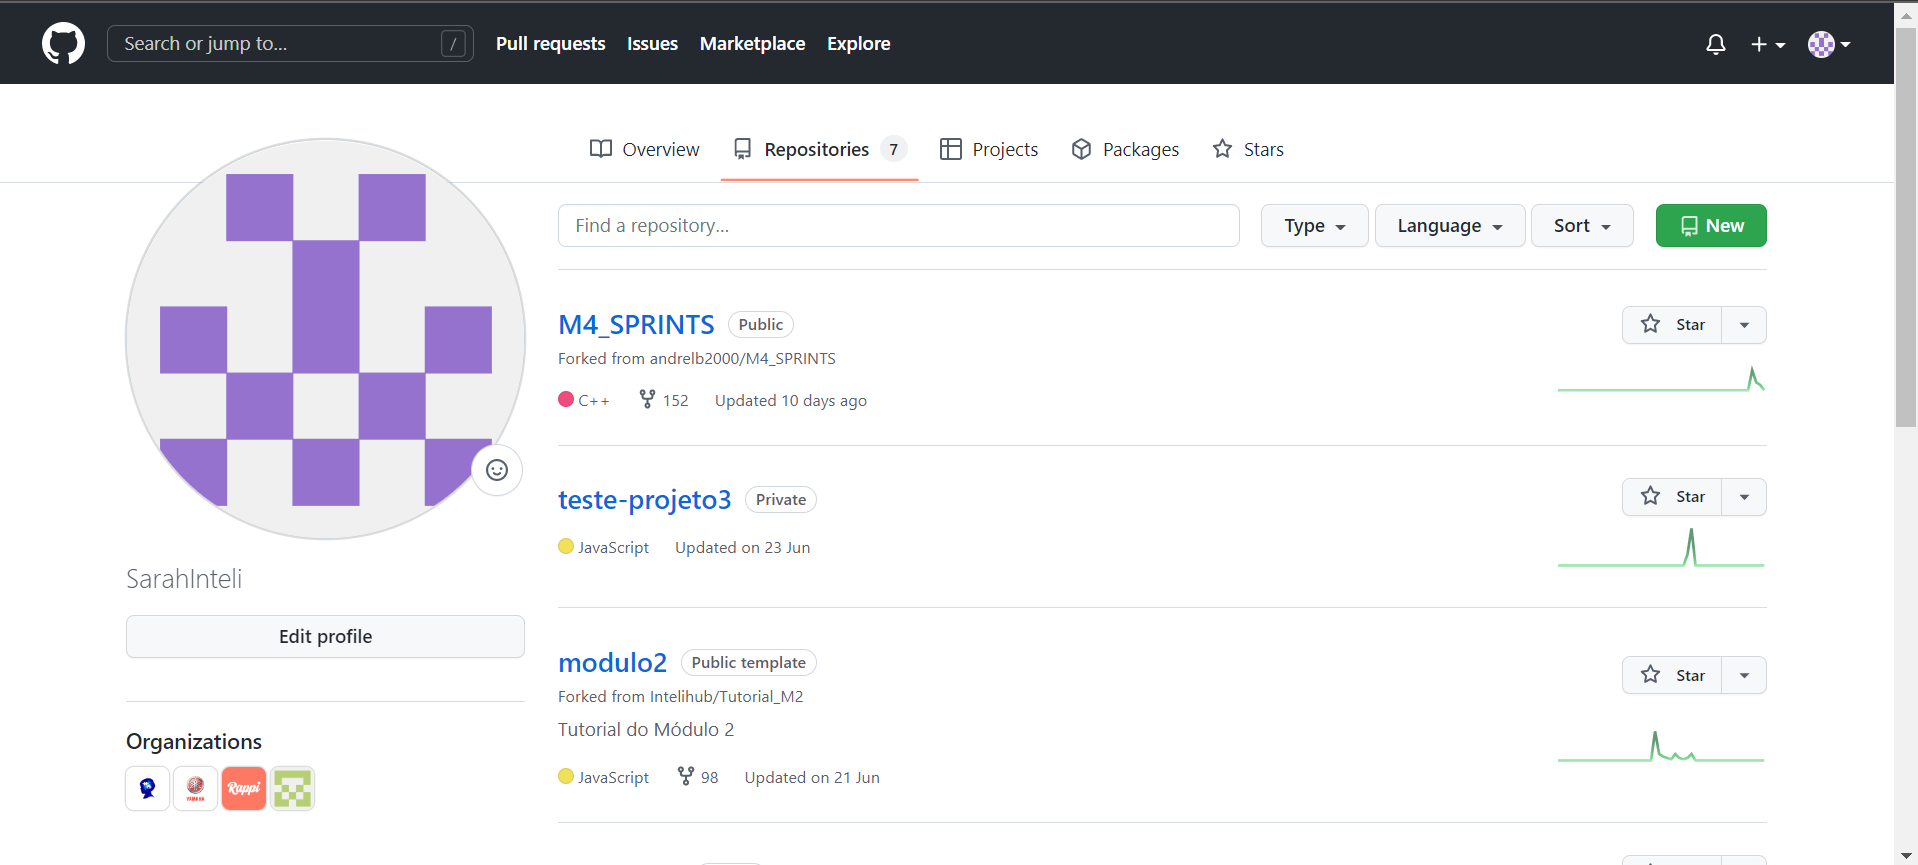 Search or jump to... / Pull requests Issues Marketplace Explore
Overview Repositories 7 Projects Packages Stars
Find a repository... Type Language Sort New
M4_SPRINTS Public Star
Forked from andrelb2000/M4_SPRINTS
C++ 152 Updated 10 days ago
teste-projeto3 Private Star
JavaScript Updated on 23 Jun
SarahInteli
Edit profile
modulo2 Public template Star
Forked from Intelihub/Tutorial_M2
Tutorial do Módulo 2
JavaScript 98 Updated on 21 Jun
Organizations
YAMAHA Rappi